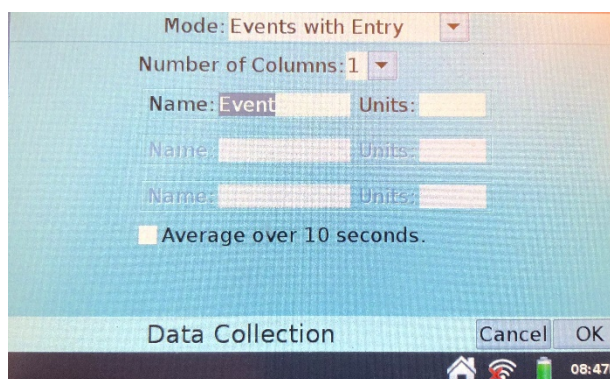 Mode: Events with Entry
Number of Columns: 1
Name: Event Units:
Name: Units:
Name: Units:
Average over 10 seconds.
Data Collection Cancel OK
08:47